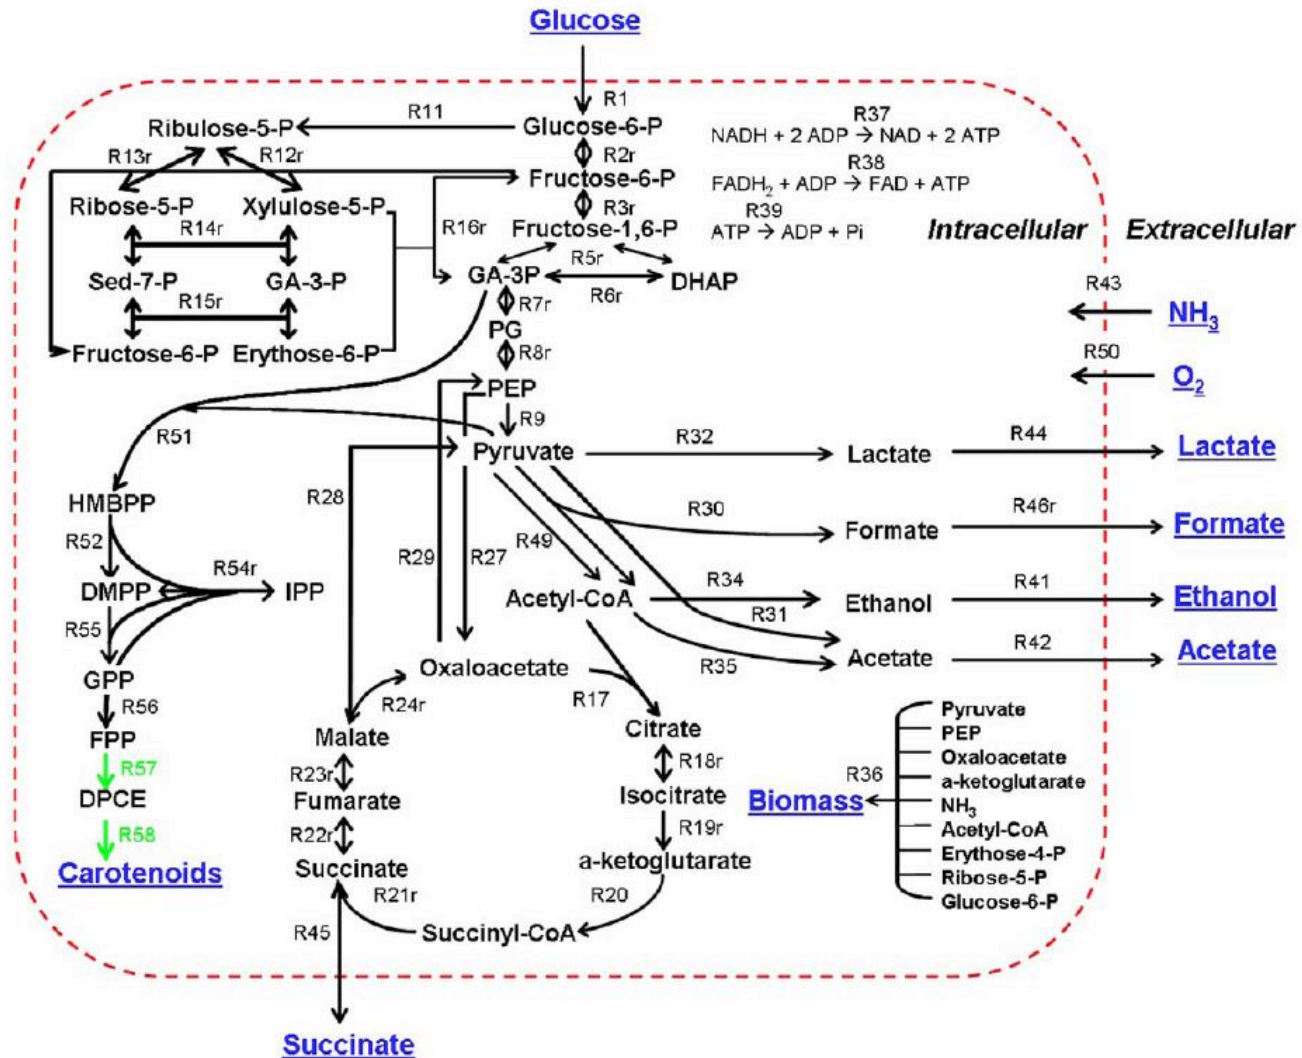 Glucose
R1
R11
Ribulose-5-P
Glucose-6-P
R37
NADH + 2 ADP → NAD + 2 ATP
R13r
R12r
R2r
R38
Fructose-6-P
FADH2 + ADP → FAD + ATP
Ribose-5-P
Xylulose-5-P
R3r
R39
R14r
R16r
Fructose-1,6-P
ATP → ADP + Pi
Intracellular
Extracellular
R5r
Sed-7-P
GA-3-P
GA-3P
DHAP
R6r
R43
R15r
R7r
NH3
PG
Fructose-6-P
Erythose-6-P
R8r
R50
PEP
O2
R9
R51
R32
R44
Pyruvate
Lactate
Lactate
R28
HMBPP
R30
R46r
Formate
Formate
R52
R29
R27
R49
R54r
DMPP
IPP
Acetyl-CoA
R34
Ethanol
R41
Ethanol
R31
R55
Oxaloacetate
R35
Acetate
R42
Acetate
GPP
R24r
R17
R56
FPP
Malate
Citrate
Pyruvate
PEP
R57
R23r
R18r
Oxaloacetate
R36
a-ketoglutarate
DPCE
Fumarate
Isocitrate
Biomass
NH3
R58
R22r
R19r
Acetyl-CoA
Carotenoids
Succinate
a-ketoglutarate
Erythose-4-P
Ribose-5-P
R21r
R20
Glucose-6-P
R45
Succinyl-CoA
Succinate